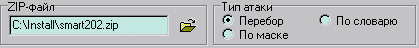 ZIP-файл
C:\Install\smart202.zip
Тип атаки
Перебор
По словарю
По маске